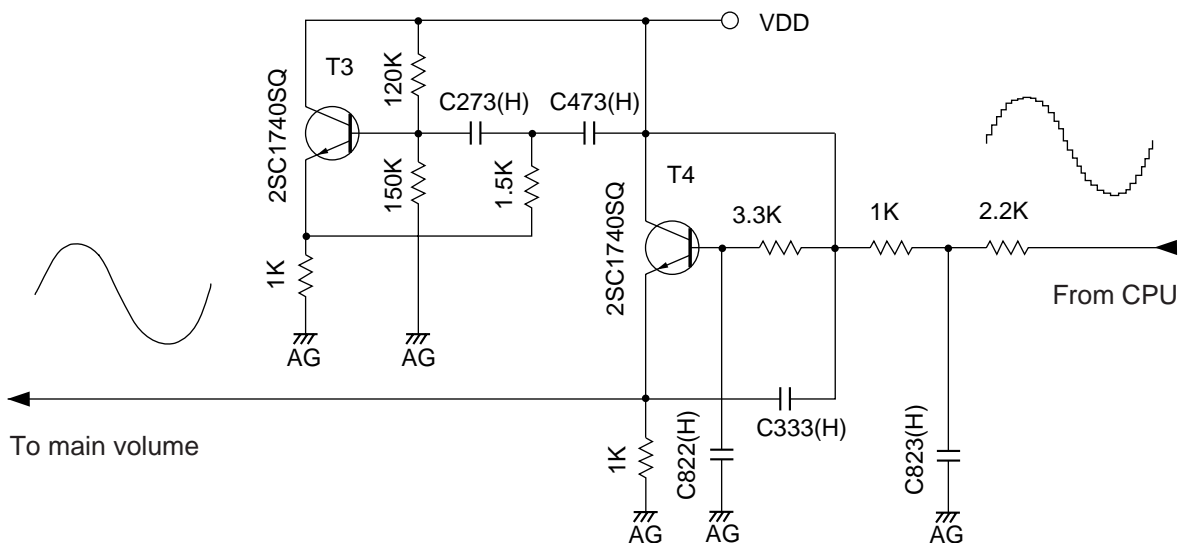 VDD
T3
2SC1740SQ
120K
C273(H)
C473(H)
150K
1.5K
T4
2SC1740SQ
3.3K
1K
2.2K
From CPU
1K
AG
AG
To main volume
C333(H)
1K
C822(H)
C823(H)
AG
AG
AG